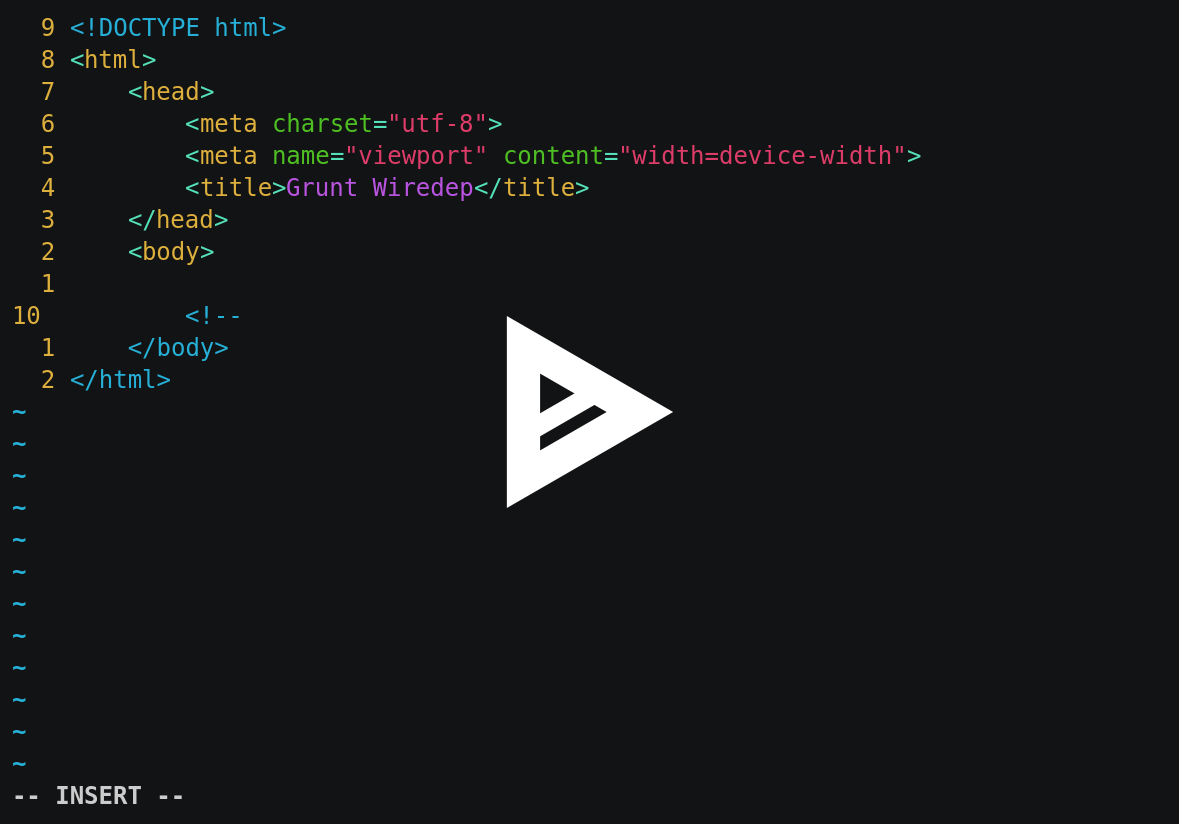 9 <!DOCTYPE html>
8 <html>
7     <head>
6         <meta charset="utf-8">
5         <meta name="viewport" content="width=device-width">
4         <title>Grunt Wiredep</title>
3     </head>
2     <body>
1
10         <!--
1     </body>
2 </html>
~
~
~
~
~
~
~
~
~
~
~
~
-- INSERT --